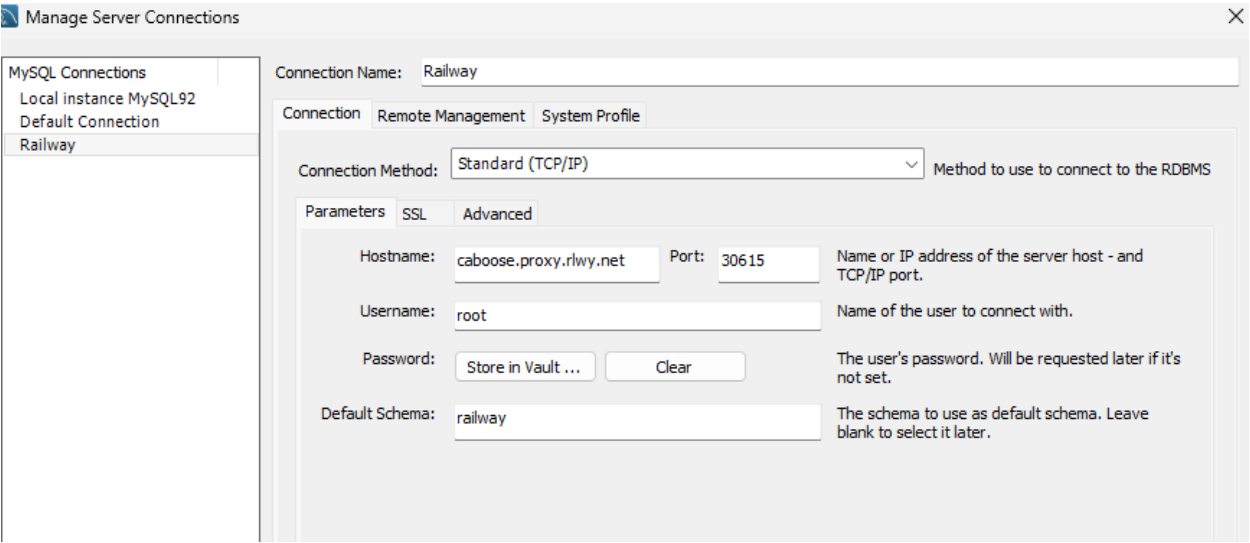 Manage Server Connections
MySQL Connections
Local instance MySQL92
Default Connection
Railway
Connection Name: Railway
Connection Remote Management System Profile
Connection Method: Standard (TCP/IP) Method to use to connect to the RDBMS
Parameters SSL Advanced
Hostname: caboose.proxy.rlwy.net Port: 30615 Name or IP address of the server host - and
TCP/IP port.
Username: root Name of the user to connect with.
Password: Store in Vault ... Clear The user's password. Will be requested later if it's
not set.
Default Schema: railway The schema to use as default schema. Leave
blank to select it later.